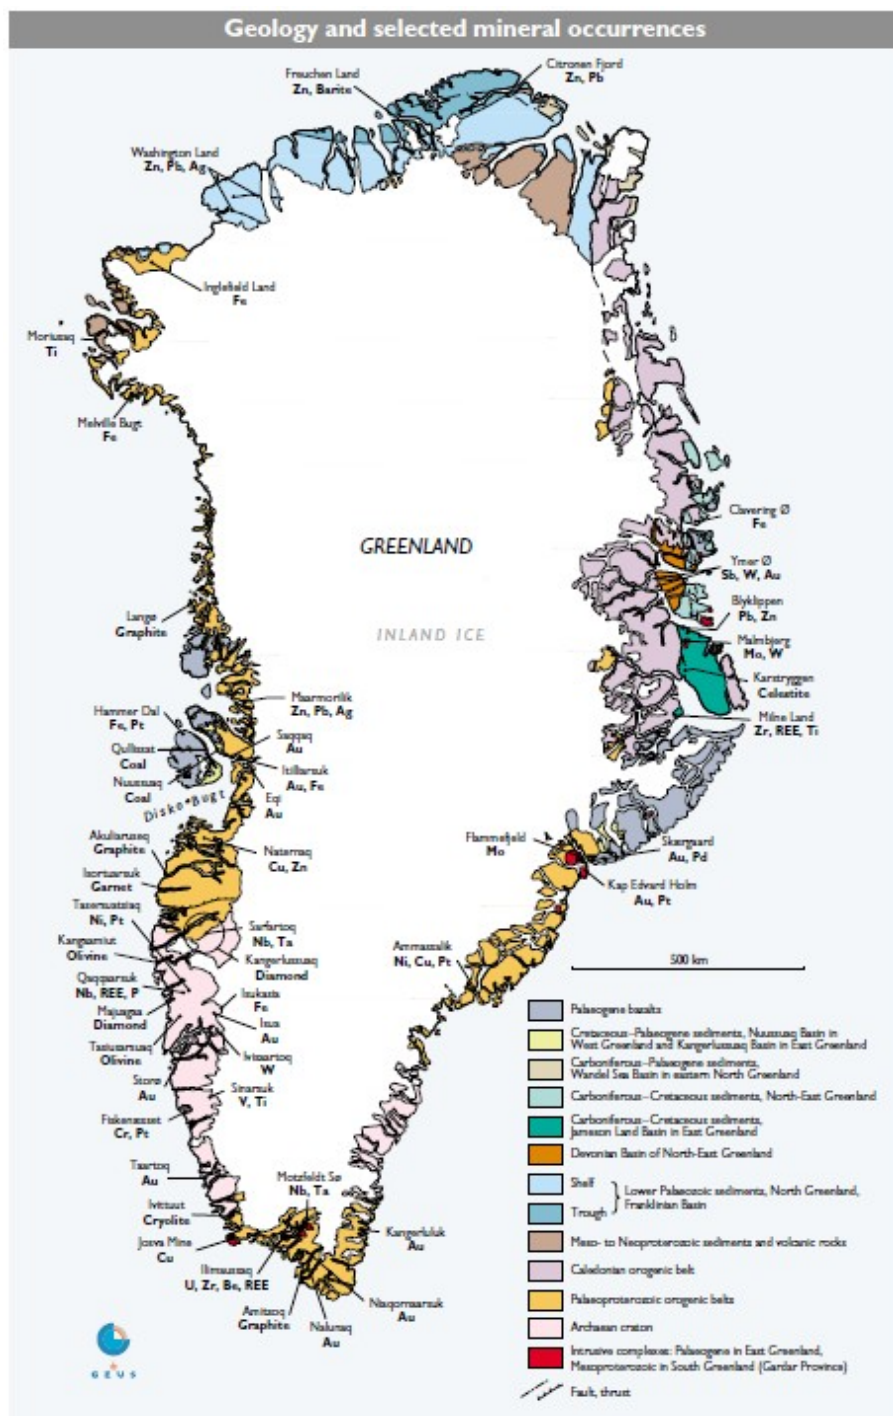 Geology and selected mineral occurrences
Citronen Fjord
Zn, Pb
Freuchen Land
Zn, Barite
Washington Land
Zn, Pb, Ag
Inglefield Land
Fe
Moriusaq
Ti
Melville Bugt
Fe
Clavering Ø
Fe
GREENLAND
Ymer Ø
Sb, W, Au
Blyklippen
Pb, Zn
Langø
Graphite
INLAND ICE
Malmbjerg
Mo, W
Karstryggen
Celestite
Maarmorilik
Zn, Pb, Ag
Hammer Dal
Fe, Pt
Milne Land
Zr, REE, Ti
Saqqaq
Au
Qullissat
Coal
Itilliarsuk
Au, Fe
Nuussuaq
Coal
Eqi
Au
Disko Bugt
Akuliaruseq
Graphite
Flammefjeld
Mo
Naternaq
Cu, Zn
Skærgaard
Au, Pd
Isortuarsuk
Garnet
Kap Edvard Holm
Au, Pt
Tasersuatsiaq
Ni, Pt
Sarfartoq
Nb, Ta
Kangaamiut
Olivine
Ammassalik
Ni, Cu, Pt
Kangerlussuaq
Diamond
500 km
Qaqqaarsuk
Nb, REE, P
Isukasia
Fe
Majuagaa
Diamond
Isua
Au
Tasiusarsuaq
Olivine
Ivisaartoq
W
Storø
Au
Sinarsuk
V, Ti
Fiskenæsset
Cr, Pt
Taartoq
Au
Motzfeldt Sø
Nb, Ta
Ivittuut
Cryolite
Josva Mine
Cu
Kangerluluk
Au
Ilimaussaq
U, Zr, Be, REE
Amitsoq
Graphite
Niaqornaarsuk
Au
Nalunaq
Au
Palaeogene basalts
Cretaceous–Palaeogene sediments, Nuussuaq Basin in
West Greenland and Kangerlussuaq Basin in East Greenland
Carboniferous–Palaeogene sediments,
Wandel Sea Basin in eastern North Greenland
Carboniferous–Cretaceous sediments, North-East Greenland
Carboniferous–Cretaceous sediments,
Jameson Land Basin in East Greenland
Devonian Basin of North-East Greenland
Shelf
Trough
Lower Palaeozoic sediments, North Greenland,
Franklinian Basin
Meso- to Neoproterozoic sediments and volcanic rocks
Caledonian orogenic belt
Palaeoproterozoic orogenic belts
Archaean craton
Intrusive complexes: Palaeogene in East Greenland,
Mesoproterozoic in South Greenland (Gardar Province)
Fault, thrust
GEUS